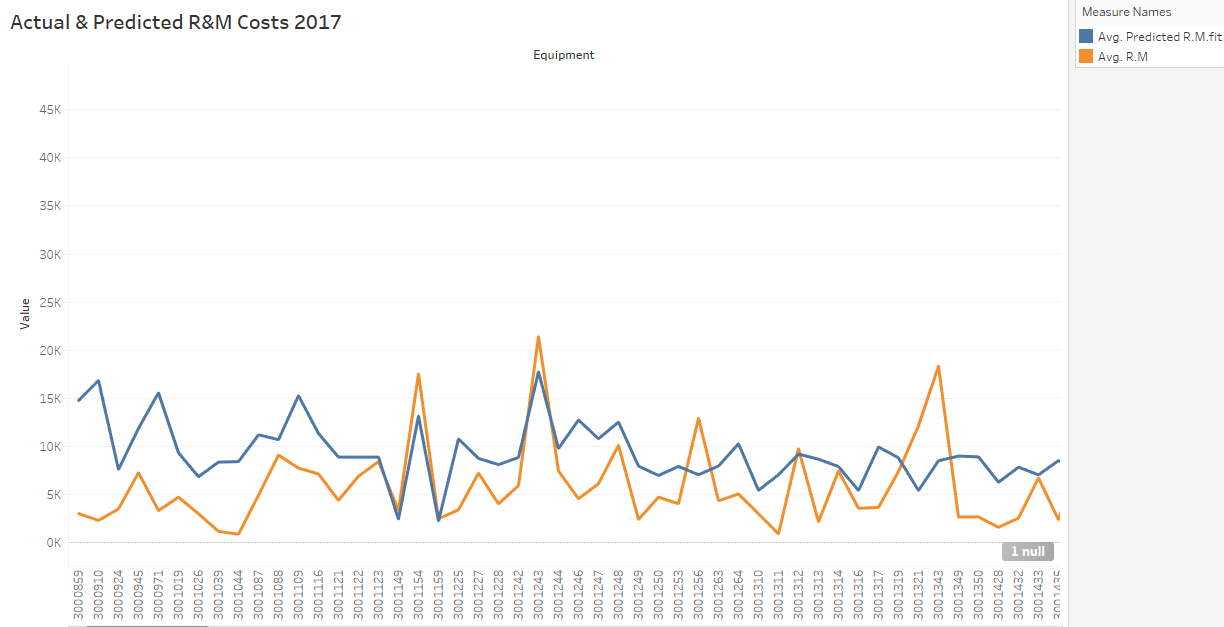 Actual & Predicted R&M Costs 2017
Measure Names
Avg. Predicted R.M.fit
Avg. R.M
Equipment
Value
45K
40K
35K
30K
25K
20K
15K
10K
5K
0K
1 null
3000859
3000910
3000924
3000945
3000971
3001019
3001026
3001039
3001044
3001087
3001088
3001109
3001116
3001121
3001122
3001123
3001149
3001154
3001159
3001225
3001227
3001228
3001242
3001243
3001244
3001246
3001247
3001248
3001249
3001250
3001253
3001256
3001263
3001264
3001310
3001311
3001312
3001313
3001314
3001316
3001317
3001319
3001321
3001343
3001349
3001350
3001428
3001432
3001433
3001435